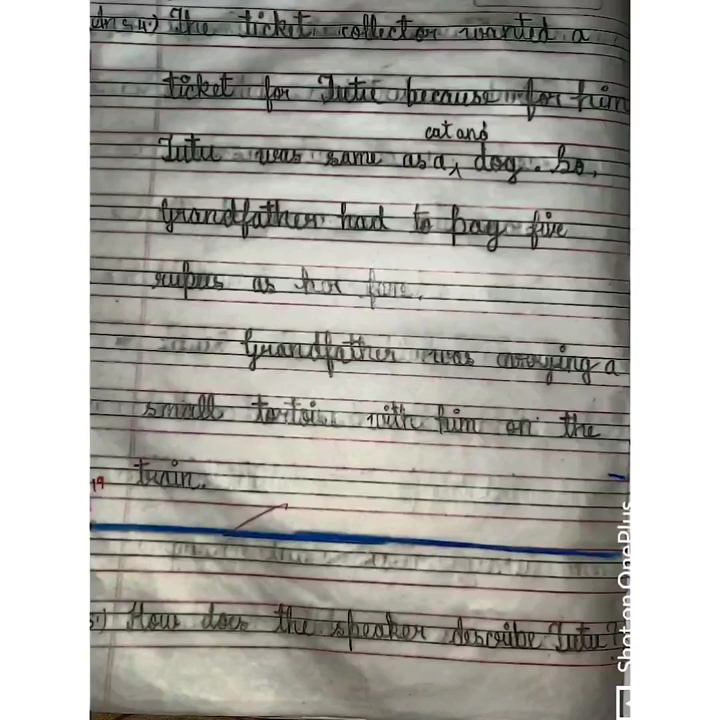 Ans 4.) The ticket collector wanted a
ticket for Tutu because for him
cat and
Tutu was same as a ^ dog. So,
Grandfather had to pay five
rupees as her fare.
Grandfather was carrying a
small tortois with him on the
train.
19
5.) How does the speaker describe Tutu?
Shot on OnePlus